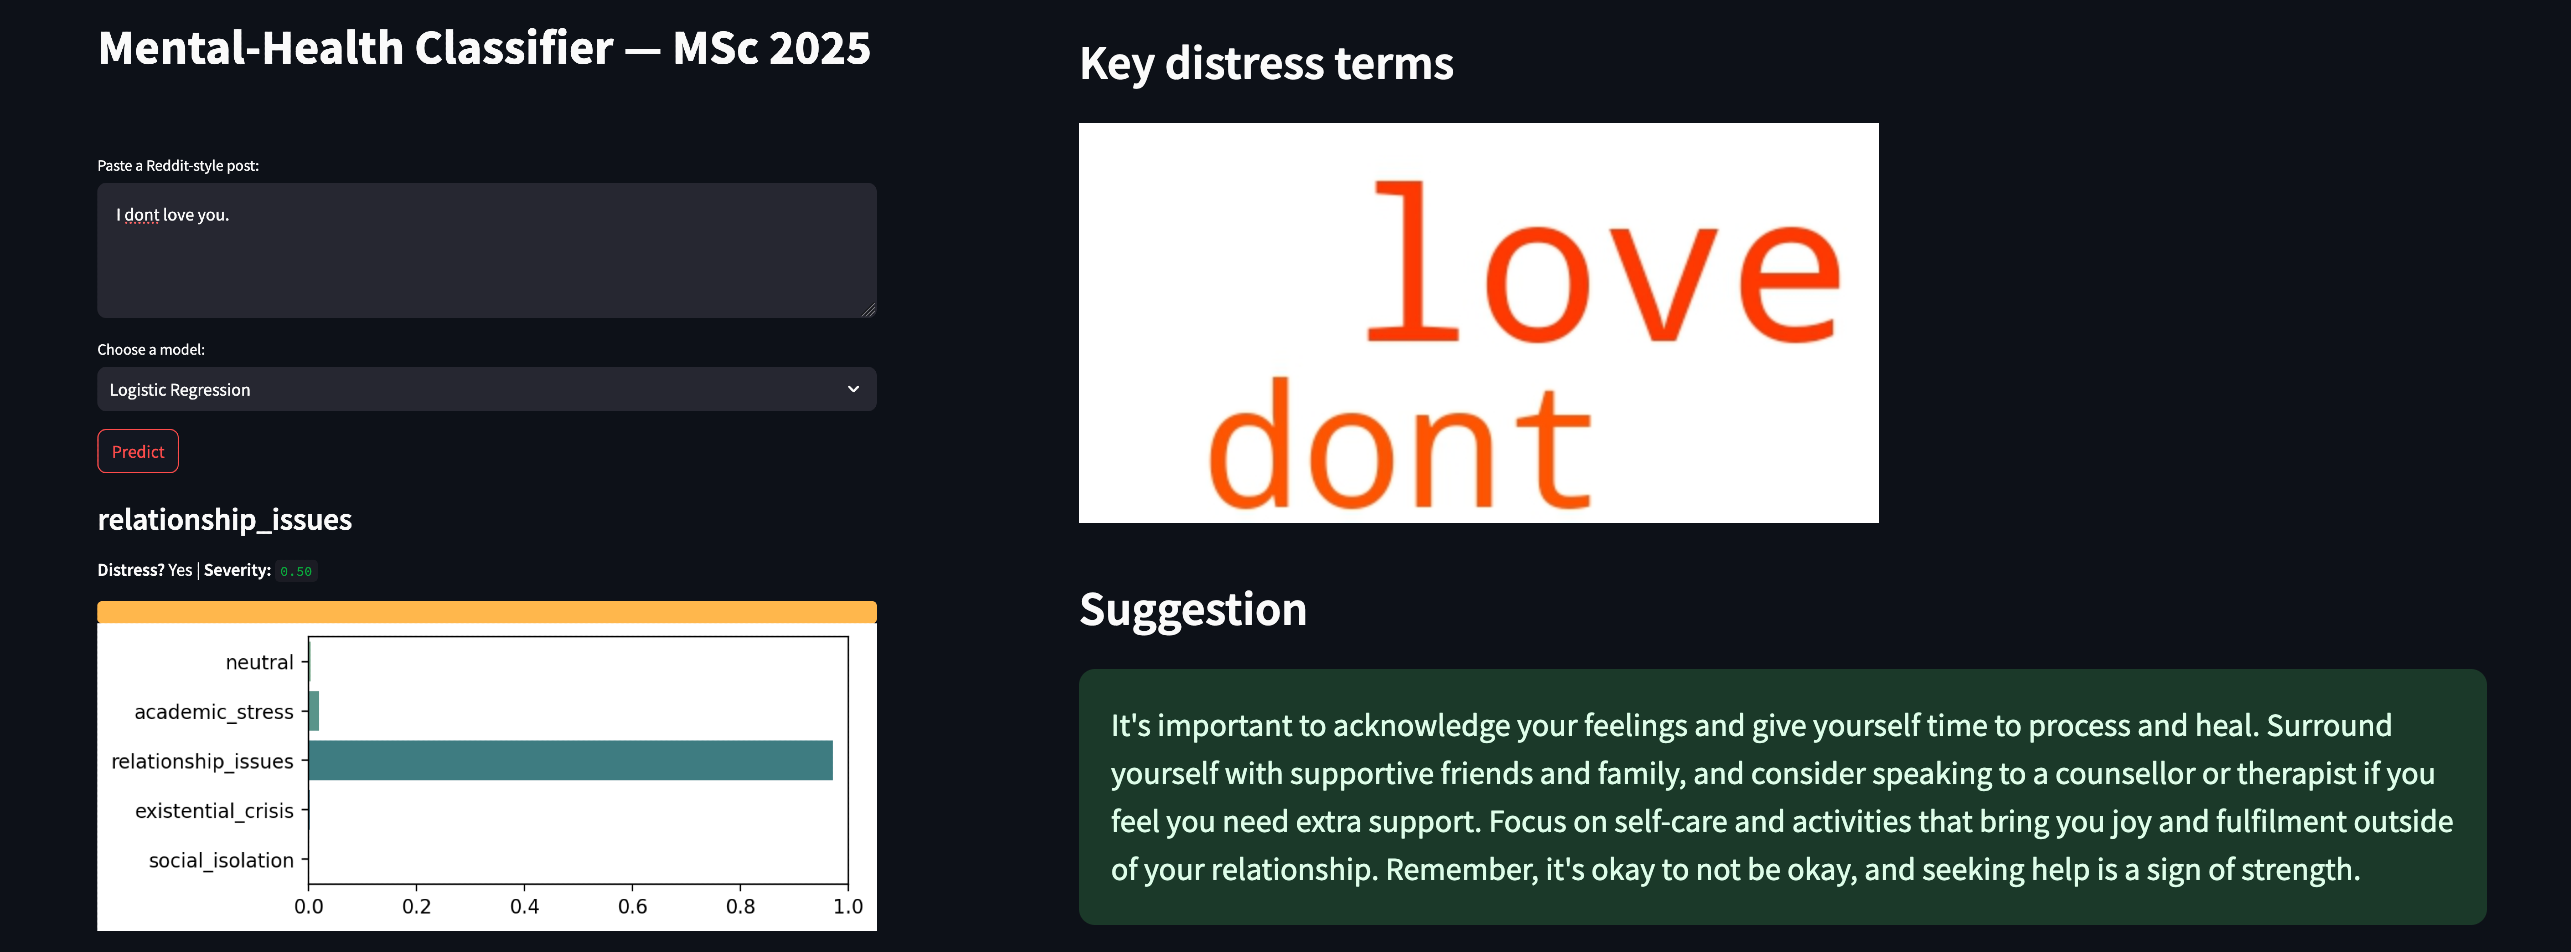 Mental-Health Classifier — MSc 2025
Paste a Reddit-style post:
I dont love you.
Choose a model:
Logistic Regression
Predict
relationship_issues
Distress? Yes | Severity: 0.50
neutral
academic_stress
relationship_issues
existential_crisis
social_isolation
0.0 0.2 0.4 0.6 0.8 1.0
Key distress terms
love
dont
Suggestion
It's important to acknowledge your feelings and give yourself time to process and heal. Surround
yourself with supportive friends and family, and consider speaking to a counsellor or therapist if you
feel you need extra support. Focus on self-care and activities that bring you joy and fulfilment outside
of your relationship. Remember, it's okay to not be okay, and seeking help is a sign of strength.